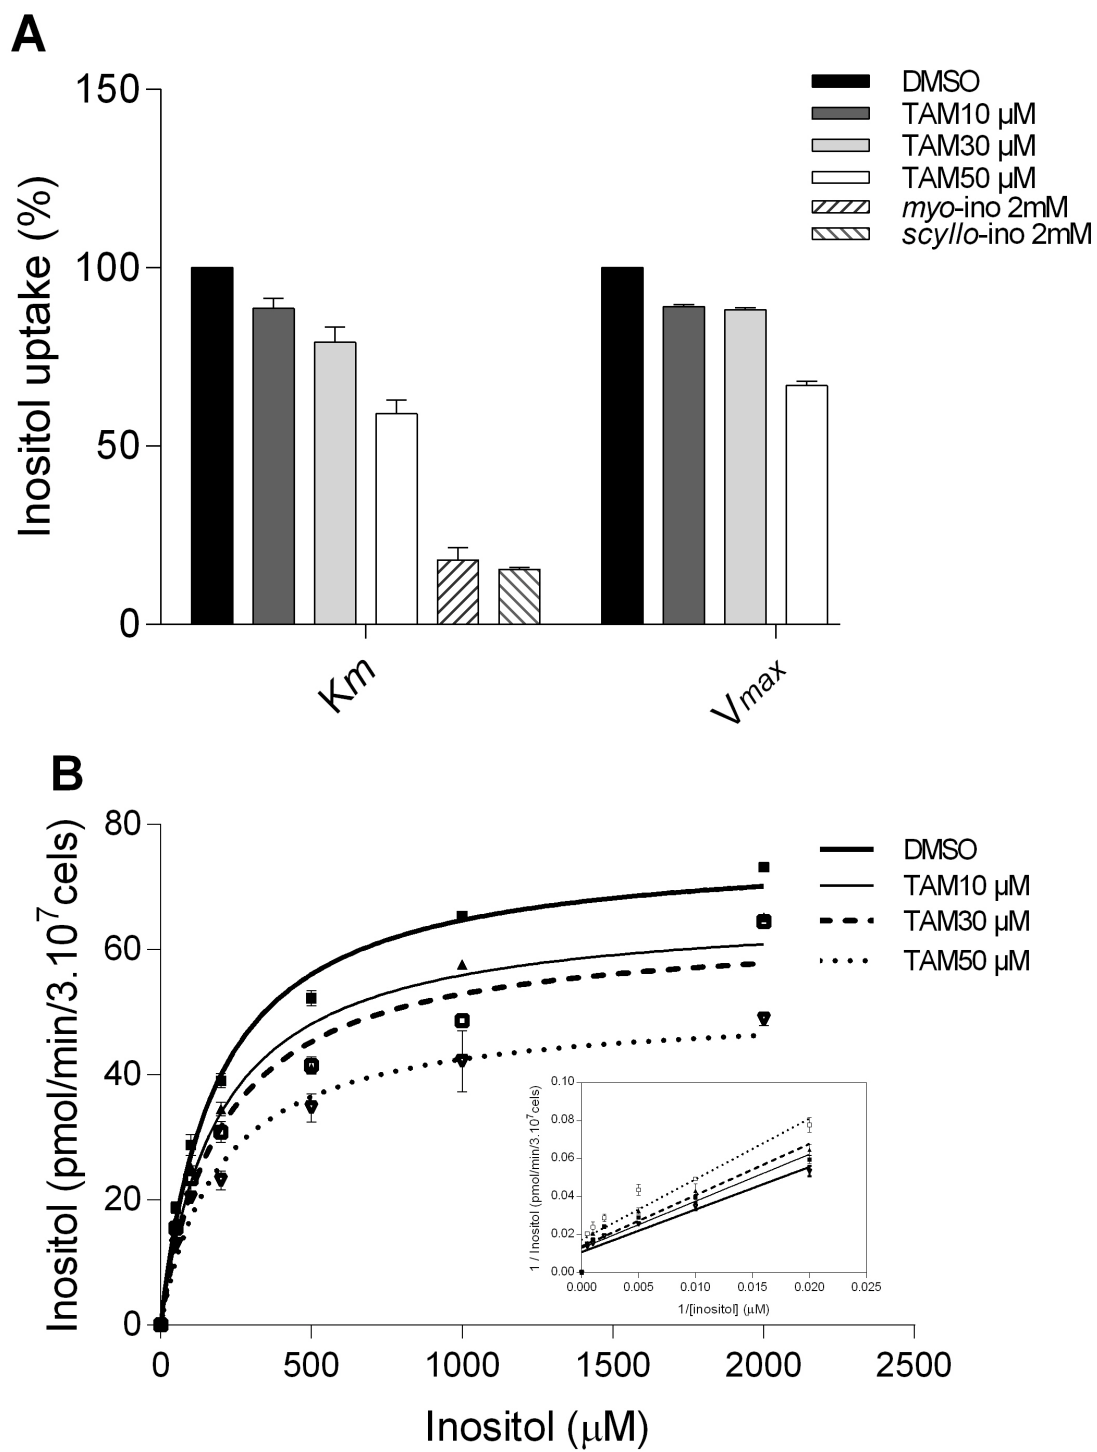 A
Inositol uptake (%)
150
100
50
0
DMSO
TAM10 µM
TAM30 µM
TAM50 µM
myo-ino 2mM
scyllo-ino 2mM
Km
Vmax
B
Inositol (pmol/min/3.10⁷cels)
80
60
40
20
0
DMSO
TAM10 µM
TAM30 µM
TAM50 µM
1 / Inositol (pmol/min/3.10⁷cels)
0.10
0.08
0.06
0.04
0.02
0.00
0.000 0.005 0.010 0.015 0.020 0.025
1/[inositol] (µM)
0 500 1000 1500 2000 2500
Inositol (µM)